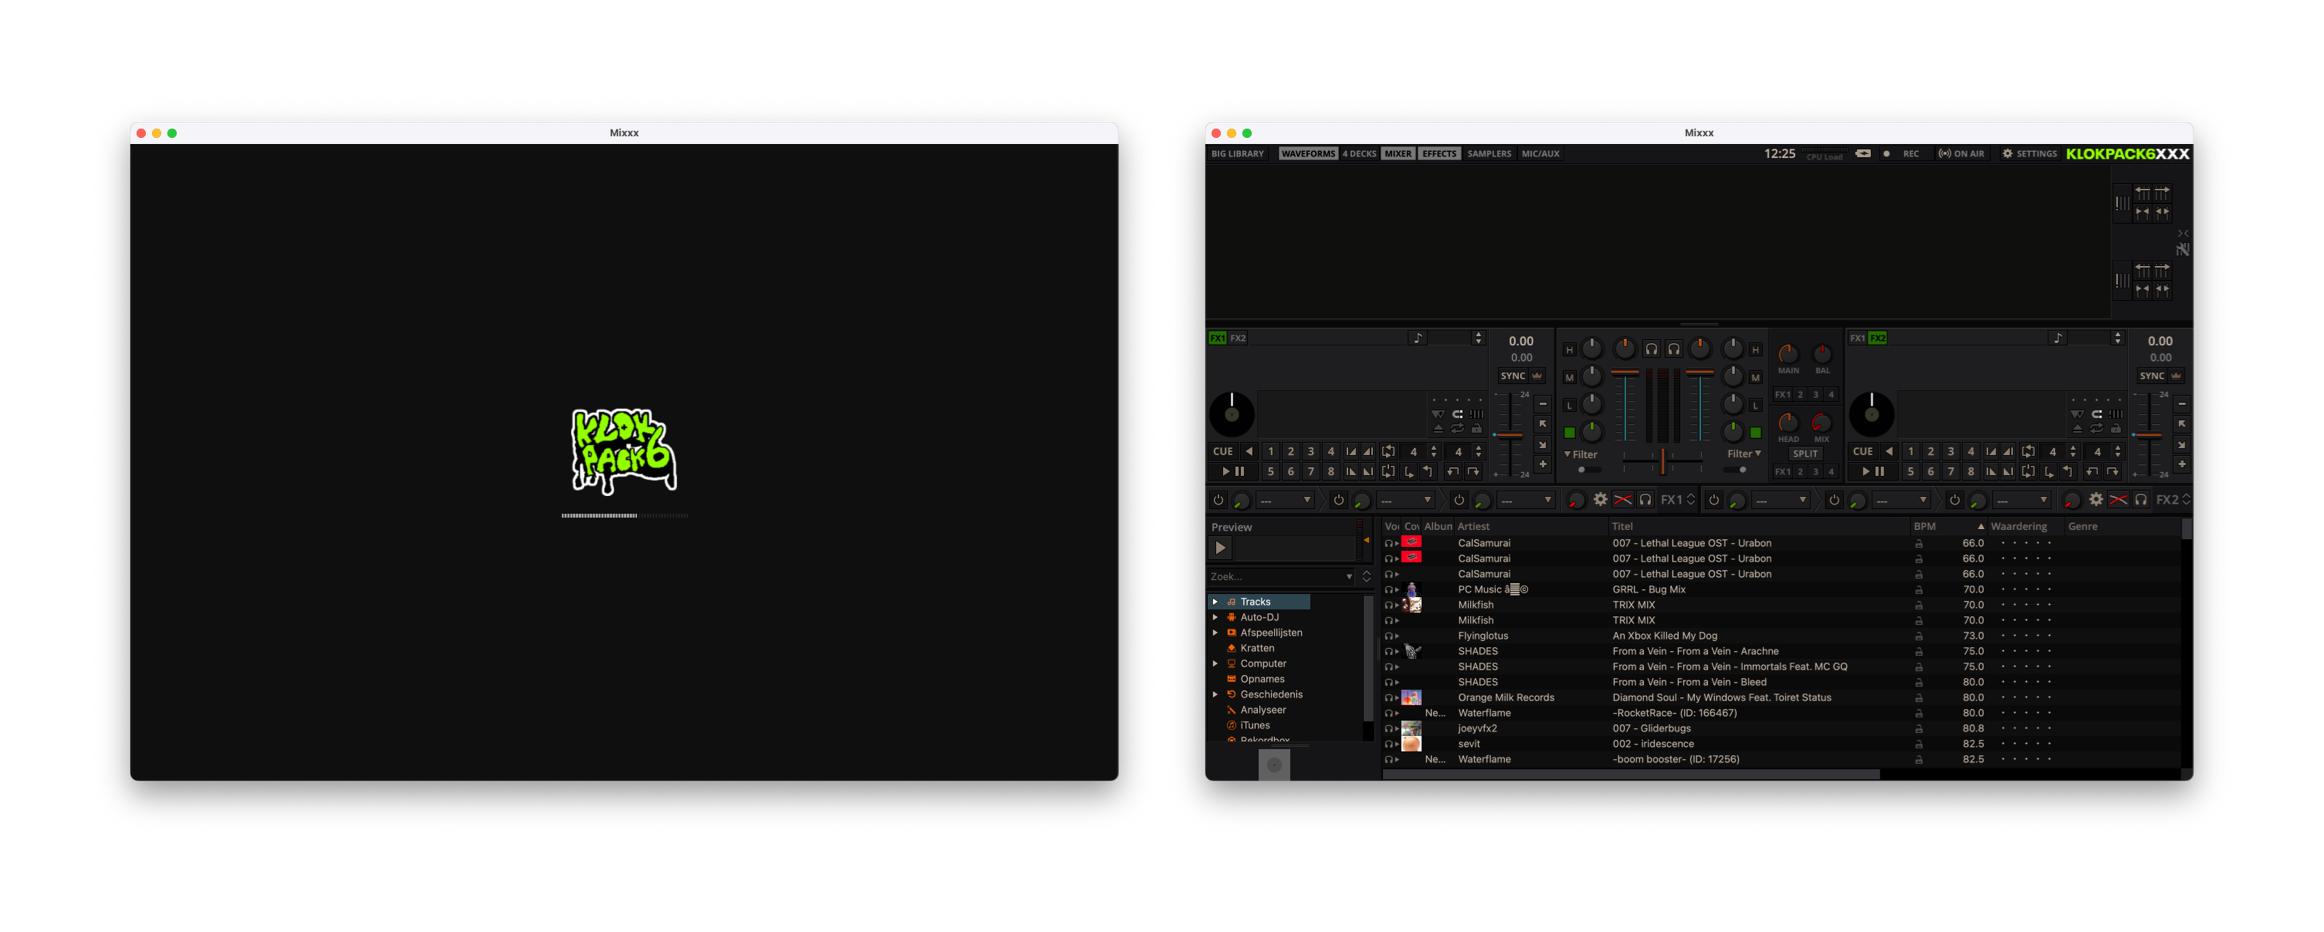 Mixxx
KLOK
PACK6
Mixxx
BIG LIBRARY WAVEFORMS 4 DECKS MIXER EFFECTS SAMPLERS MIC/AUX 12:25 CPU Load REC ON AIR SETTINGS KLOKPACK6XXX
FX1 FX2 0.00
0.00
SYNC
24
24
CUE 1 2 3 4 4 4
5 6 7 8
H H
M M
L L
Filter Filter
MAIN BAL
FX1 2 3 4
HEAD MIX
SPLIT
FX1 2 3 4
FX1 FX2 0.00
0.00
SYNC
24
24
CUE 1 2 3 4 4 4
5 6 7 8
--- --- --- FX1 --- --- --- FX2
Preview
Zoek...
Tracks
Auto-DJ
Afspeellijsten
Kratten
Computer
Opnames
Geschiedenis
Analyseer
iTunes
Rekordbox
Artiest Titel BPM Waardering Genre
CalSamurai 007 - Lethal League OST - Urabon 66.0
CalSamurai 007 - Lethal League OST - Urabon 66.0
CalSamurai 007 - Lethal League OST - Urabon 66.0
PC Music GRRL - Bug Mix 70.0
Milkfish TRIX MIX 70.0
Milkfish TRIX MIX 70.0
Flyinglotus An Xbox Killed My Dog 73.0
SHADES From a Vein - From a Vein - Arachne 75.0
SHADES From a Vein - From a Vein - Immortals Feat. MC GQ 75.0
SHADES From a Vein - From a Vein - Bleed 80.0
Orange Milk Records Diamond Soul - My Windows Feat. Toiret Status 80.0
Ne... Waterflame -RocketRace- (ID: 166467) 80.0
joeyvfx2 007 - Gliderbugs 80.8
sevit 002 - iridescence 82.5
Ne... Waterflame -boom booster- (ID: 17256) 82.5